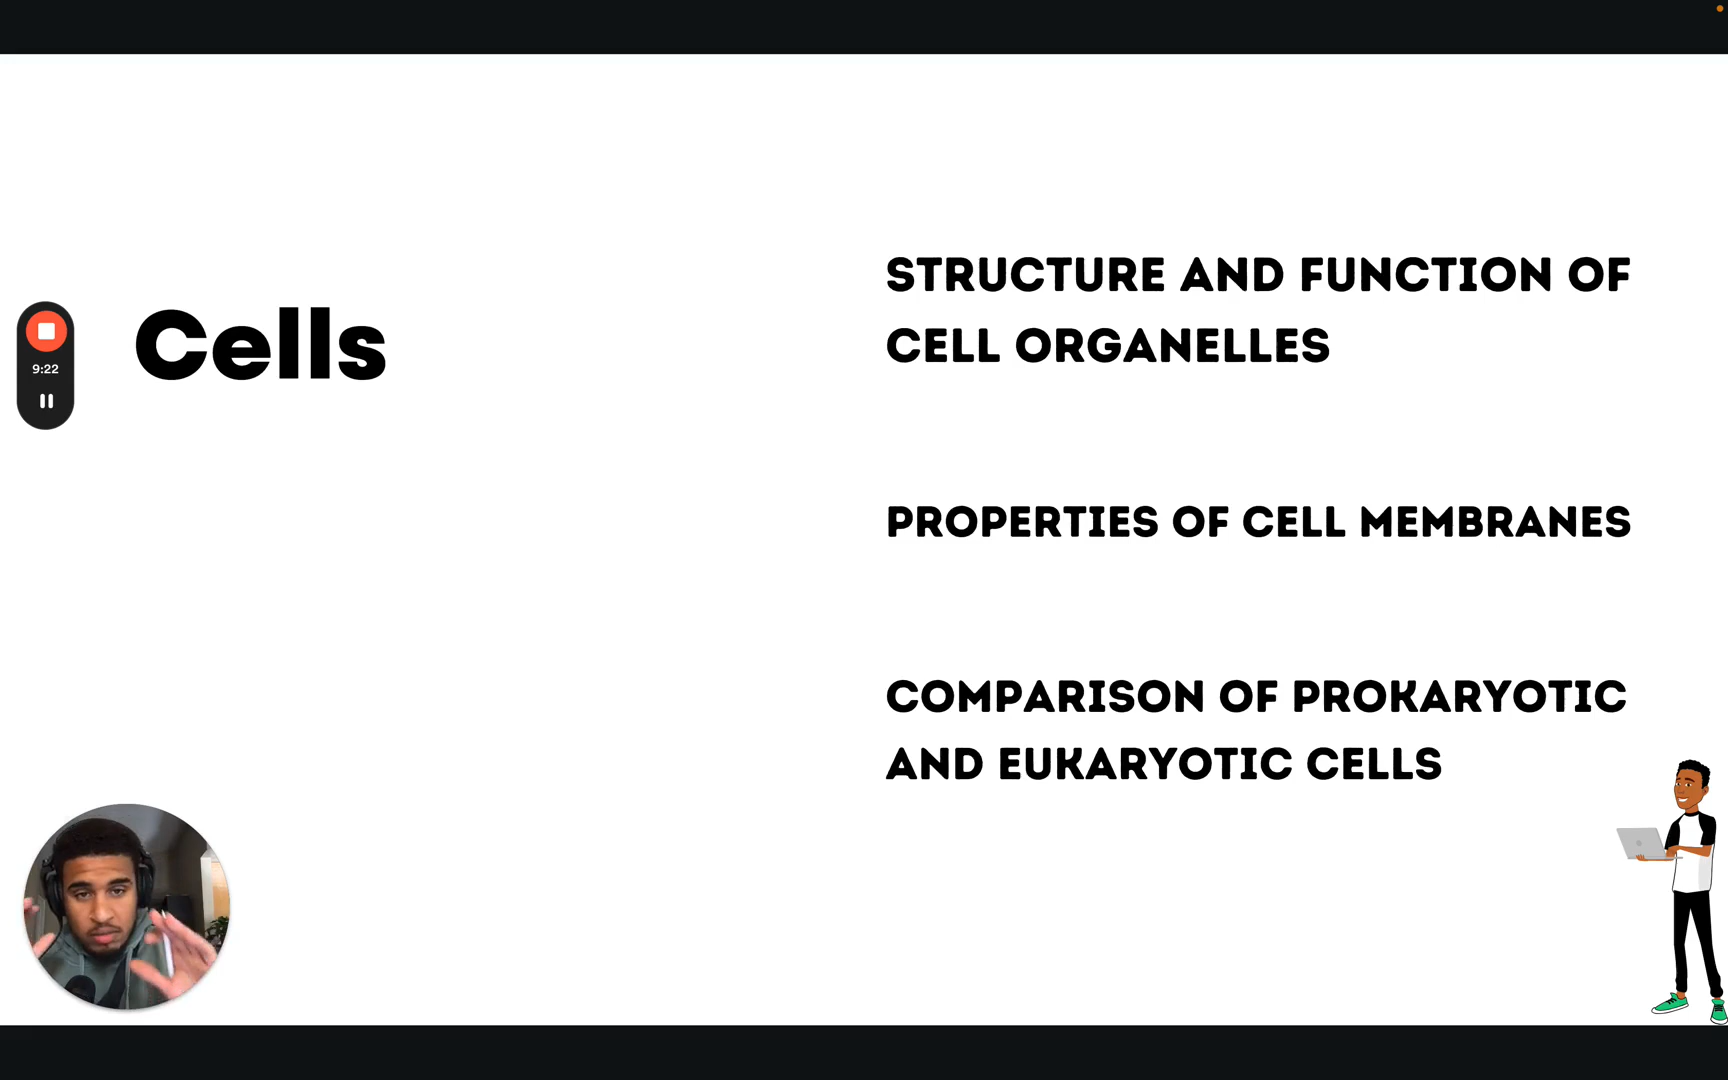 Cells
9:22
STRUCTURE AND FUNCTION OF
CELL ORGANELLES
PROPERTIES OF CELL MEMBRANES
COMPARISON OF PROKARYOTIC
AND EUKARYOTIC CELLS